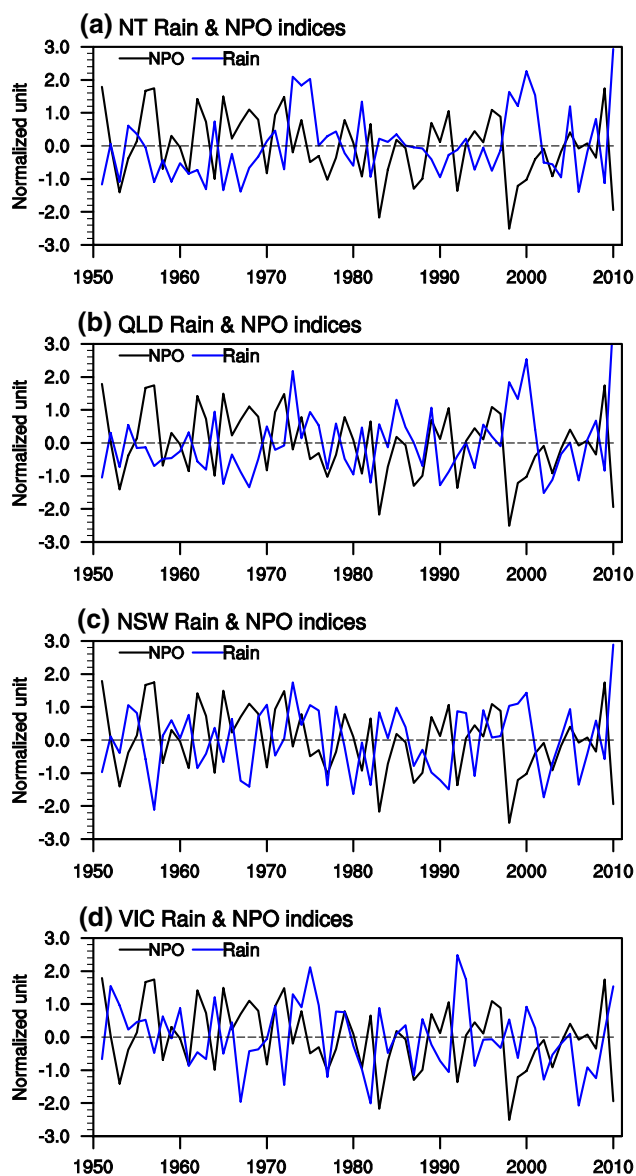 (a) NT Rain & NPO indices
NPO Rain
Normalized unit
3.0
2.0
1.0
0.0
-1.0
-2.0
-3.0
1950 1960 1970 1980 1990 2000 2010
(b) QLD Rain & NPO indices
NPO Rain
Normalized unit
3.0
2.0
1.0
0.0
-1.0
-2.0
-3.0
1950 1960 1970 1980 1990 2000 2010
(c) NSW Rain & NPO indices
NPO Rain
Normalized unit
3.0
2.0
1.0
0.0
-1.0
-2.0
-3.0
1950 1960 1970 1980 1990 2000 2010
(d) VIC Rain & NPO indices
NPO Rain
Normalized unit
3.0
2.0
1.0
0.0
-1.0
-2.0
-3.0
1950 1960 1970 1980 1990 2000 2010